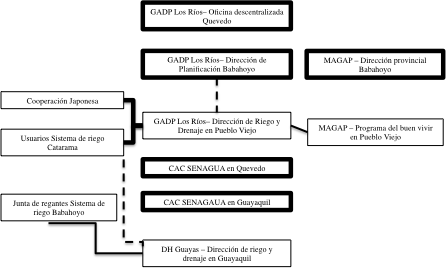 GADP Los Ríos– Oficina descentralizada
Quevedo
GADP Los Ríos– Dirección de
Planificación Babahoyo
MAGAP – Dirección provincial
Babahoyo
Cooperación Japonesa
GADP Los Ríos– Dirección de Riego y
Drenaje en Pueblo Viejo
MAGAP – Programa del buen vivir
en Pueblo Viejo
Usuarios Sistema de riego
Catarama
CAC SENAGUA en Quevedo
Junta de regantes Sistema de
riego Babahoyo
CAC SENAGAUA en Guayaquil
DH Guayas – Dirección de riego y
drenaje en Guayaquil